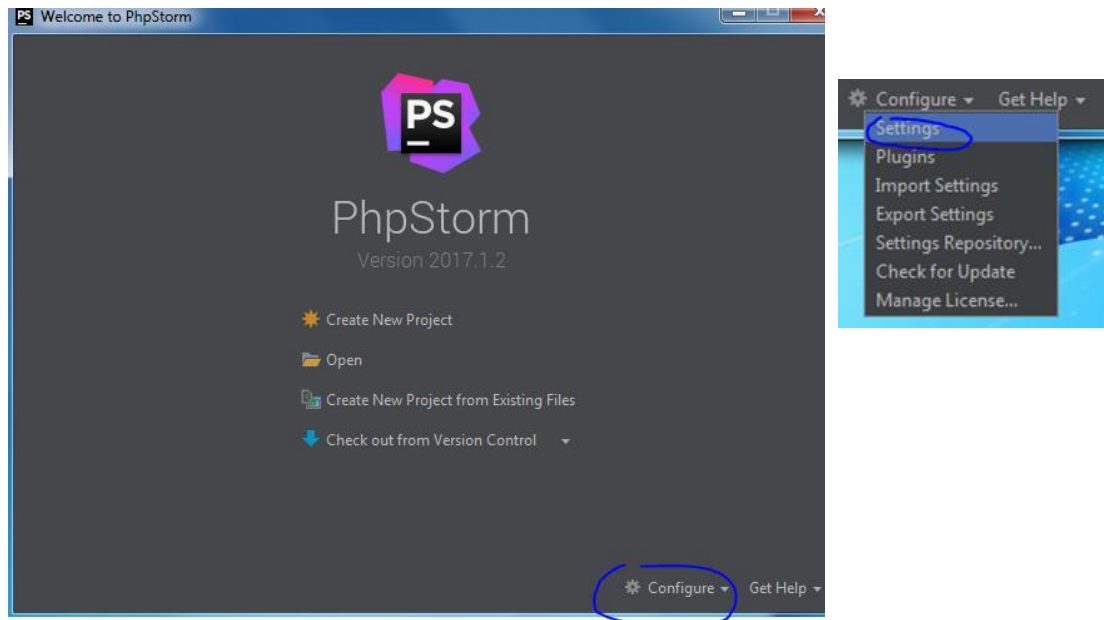 PS Welcome to PhpStorm
PS
PhpStorm
Version 2017.1.2
Create New Project
Open
Create New Project from Existing Files
Check out from Version Control
Configure Get Help
Configure Get Help
Settings
Plugins
Import Settings
Export Settings
Settings Repository...
Check for Update
Manage License...